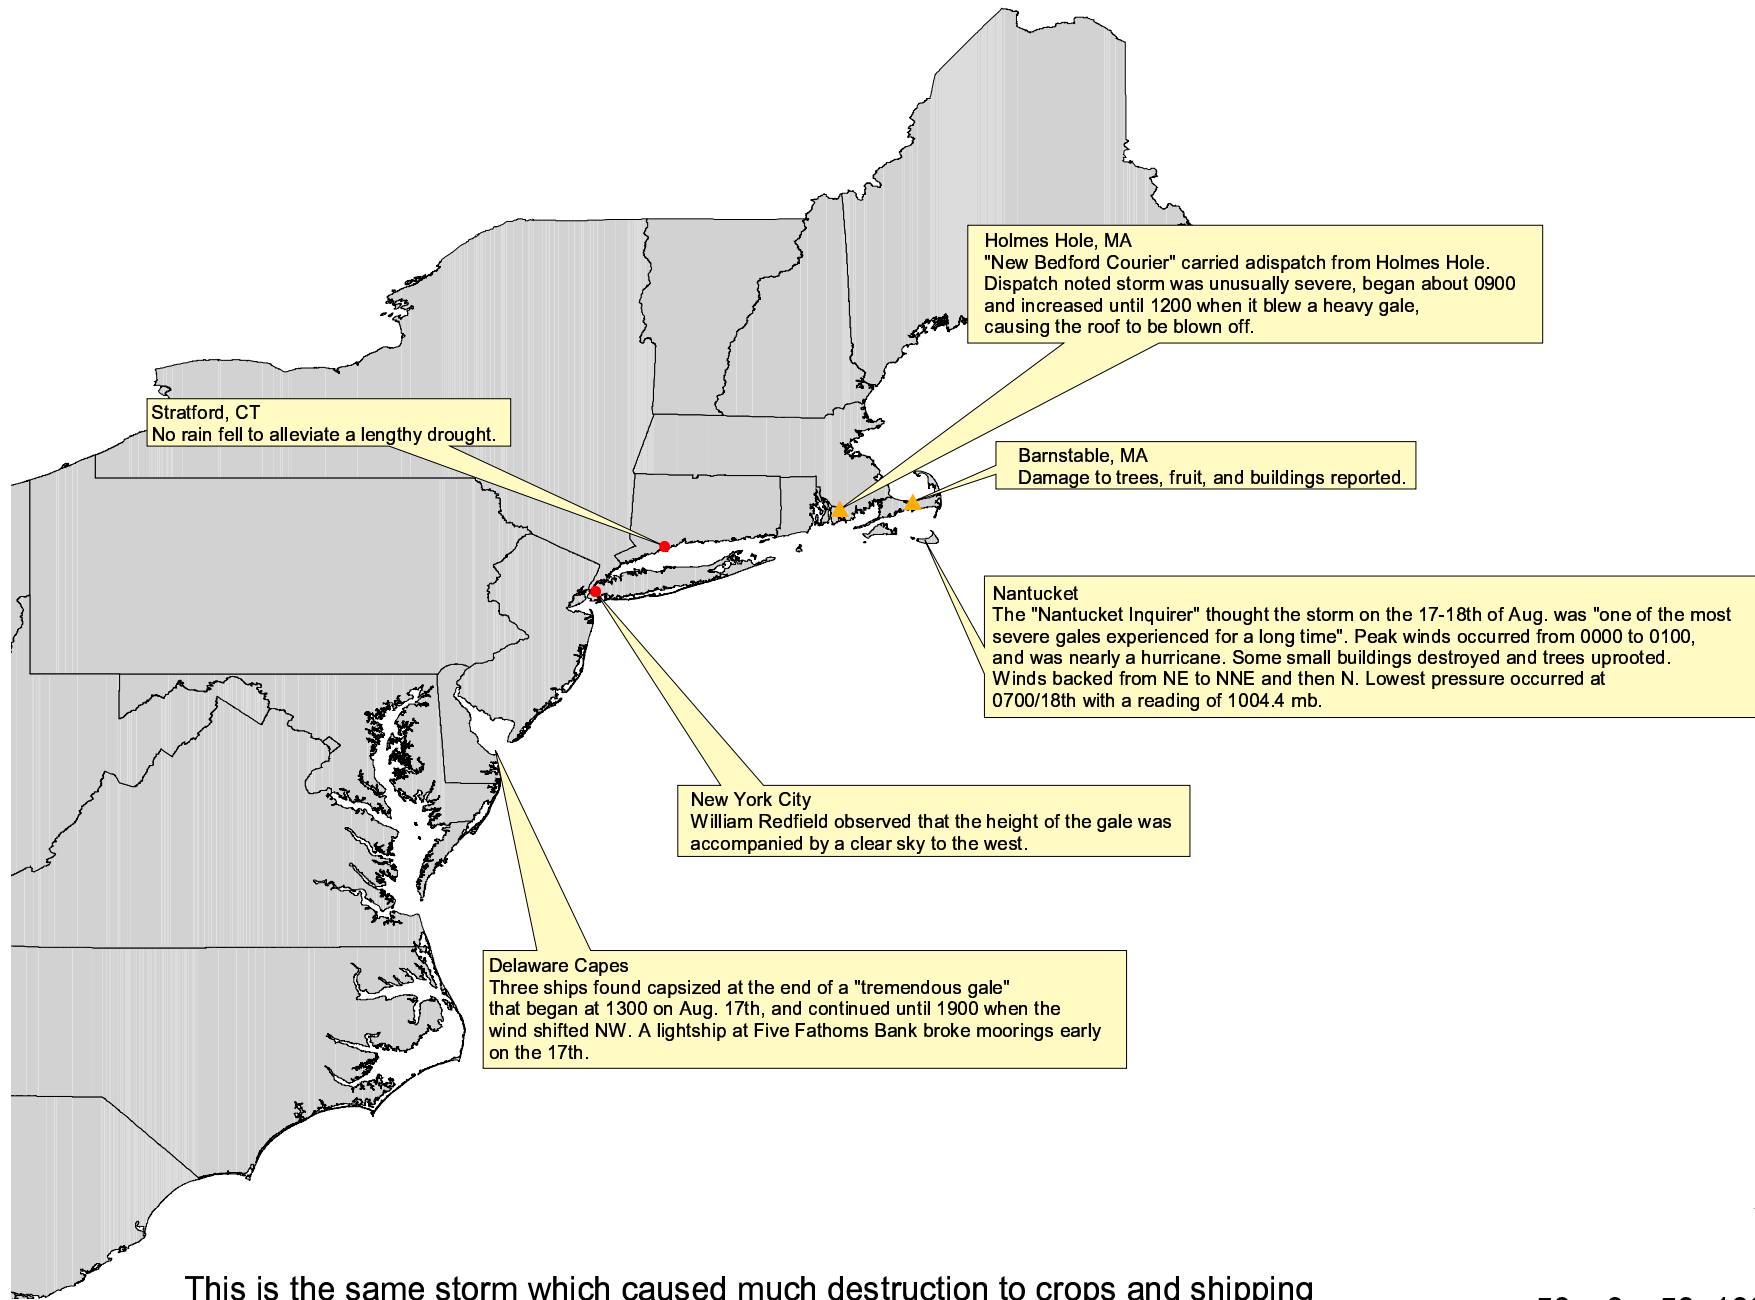 Holmes Hole, MA
"New Bedford Courier" carried adispatch from Holmes Hole.
Dispatch noted storm was unusually severe, began about 0900
and increased until 1200 when it blew a heavy gale,
causing the roof to be blown off.
Stratford, CT
No rain fell to alleviate a lengthy drought.
Barnstable, MA
Damage to trees, fruit, and buildings reported.
Nantucket
The "Nantucket Inquirer" thought the storm on the 17-18th of Aug. was "one of the most
severe gales experienced for a long time". Peak winds occurred from 0000 to 0100,
and was nearly a hurricane. Some small buildings destroyed and trees uprooted.
Winds backed from NE to NNE and then N. Lowest pressure occurred at
0700/18th with a reading of 1004.4 mb.
New York City
William Redfield observed that the height of the gale was
accompanied by a clear sky to the west.
Delaware Capes
Three ships found capsized at the end of a "tremendous gale"
that began at 1300 on Aug. 17th, and continued until 1900 when the
wind shifted NW. A lightship at Five Fathoms Bank broke moorings early
on the 17th.
This is the same storm which caused much destruction to crops and shipping